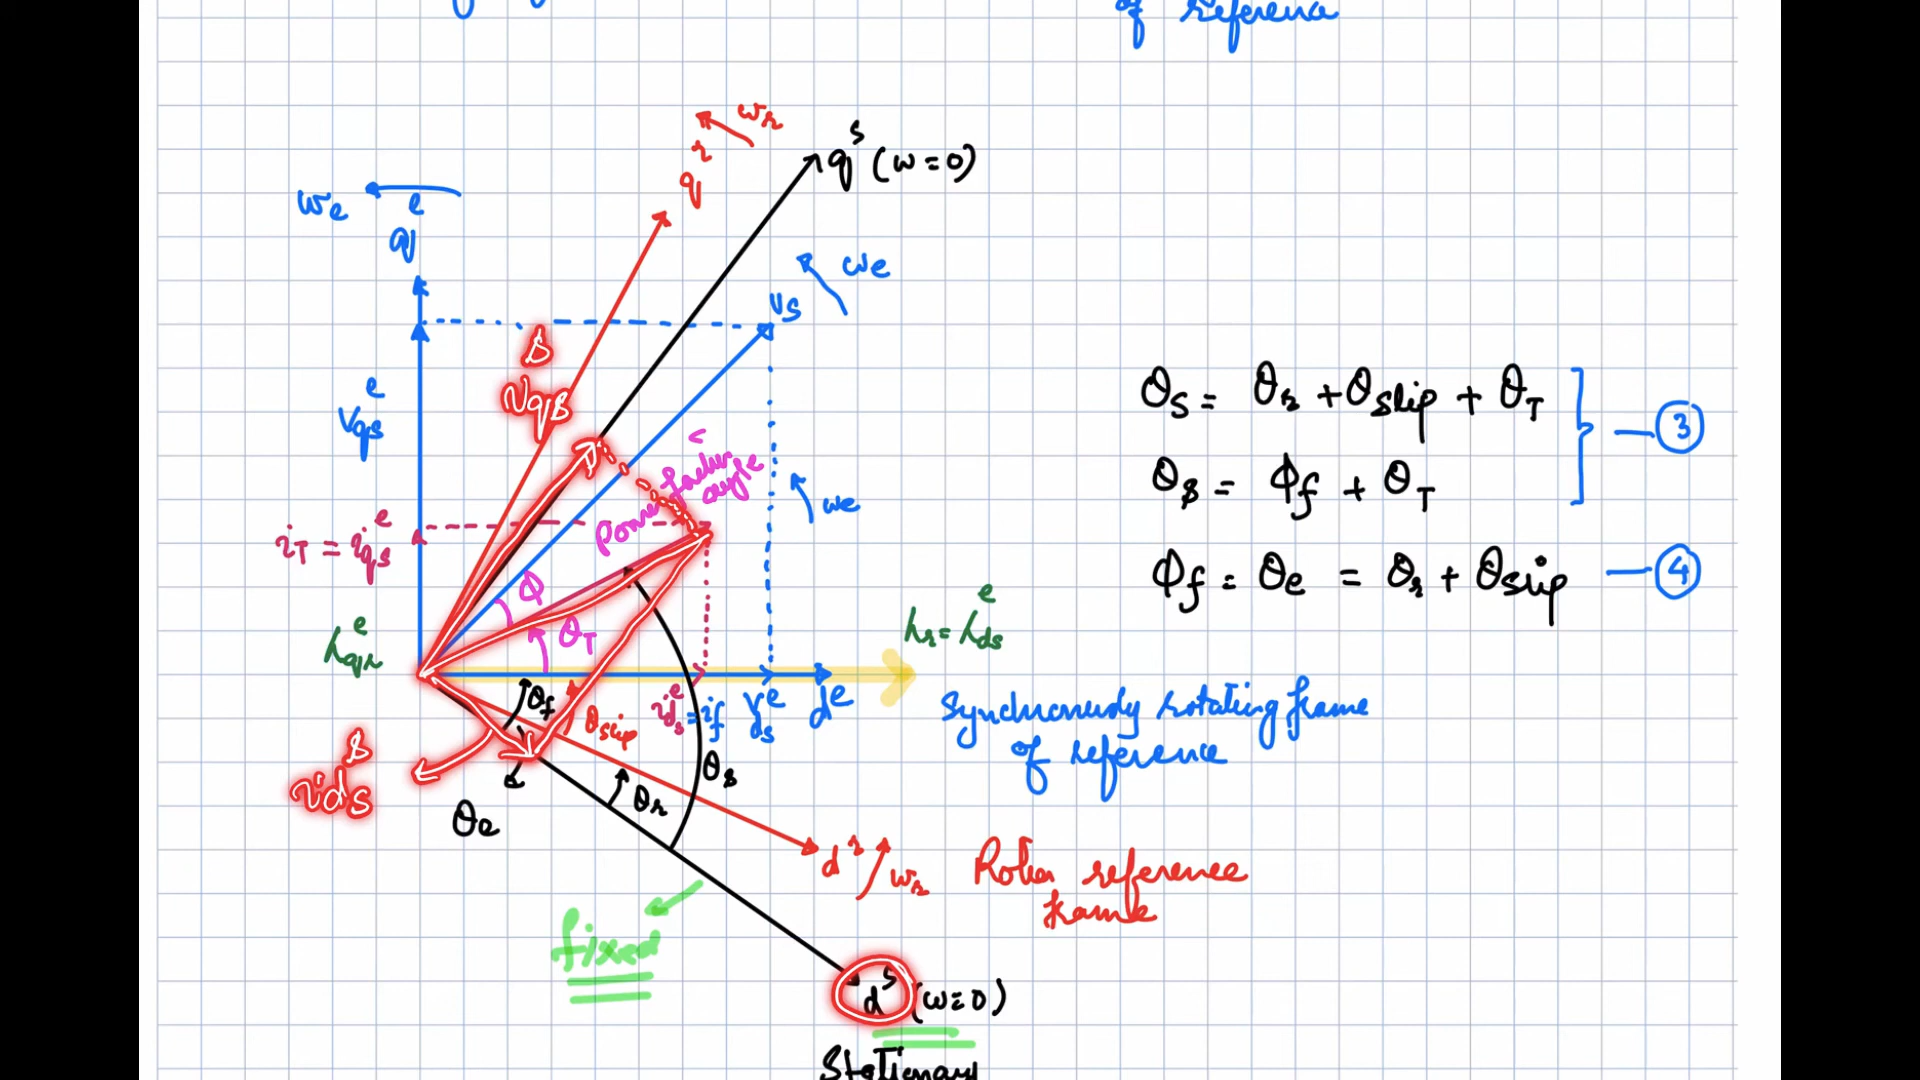 of reference
ωr
q^r
q^s (ω=0)
ωe
q^e
ωe
Vs
s
Vqs
e
Vqs
Power factor angle
ωe
iT = iqs^e
ϕ
θT
λqr^e
λr = λds^e
θf
θslip
ids^e = if
Vds^e
d^e
Synchronously rotating frame
of reference
ids^s
θe
θr
θs
d^r
ωr
Rotor reference
frame
fixed
d^s (ω=0)
Stationary
θs = θr + θslip + θT
— 3
θs = ϕf + θT
ϕf = θe = θr + θslip — 4